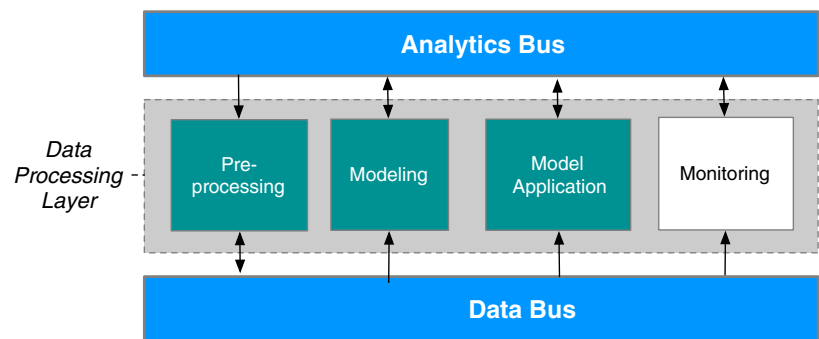 Analytics Bus
Data
Processing
Layer
Pre-
processing
Modeling
Model
Application
Monitoring
Data Bus